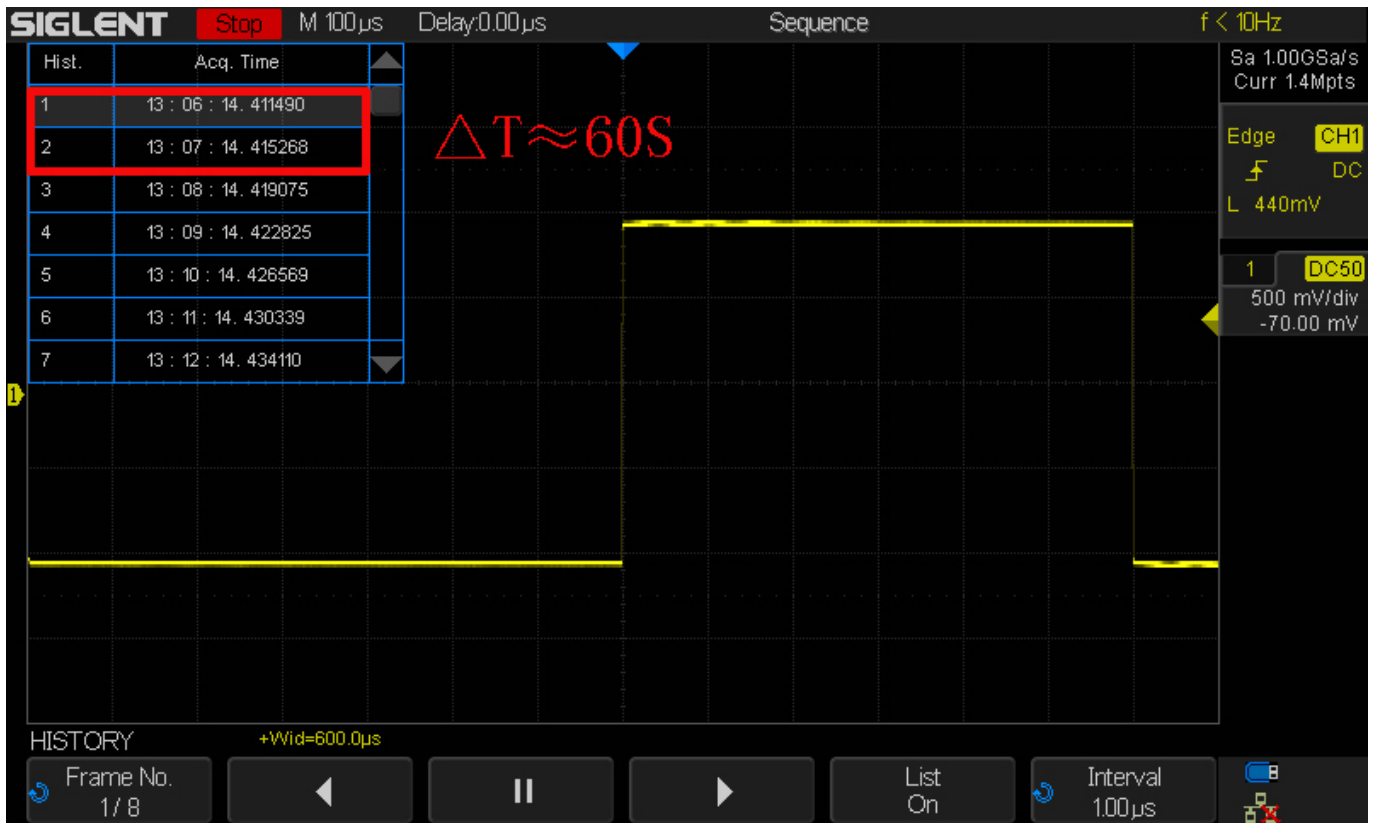 SIGLENT Stop M 100µs Delay:0.00µs Sequence f < 10Hz
Hist. Acq. Time
1 13 : 06 : 14. 411490
2 13 : 07 : 14. 415268
3 13 : 08 : 14. 419075
4 13 : 09 : 14. 422825
5 13 : 10 : 14. 426569
6 13 : 11 : 14. 430339
7 13 : 12 : 14. 434110
△T≈60S
Sa 1.00GSa/s
Curr 1.4Mpts
Edge CH1
DC
L 440mV
1 DC50
500 mV/div
-70.00 mV
1
HISTORY +Wid=600.0µs
Frame No.
1/ 8
List
On
Interval
1.00µs